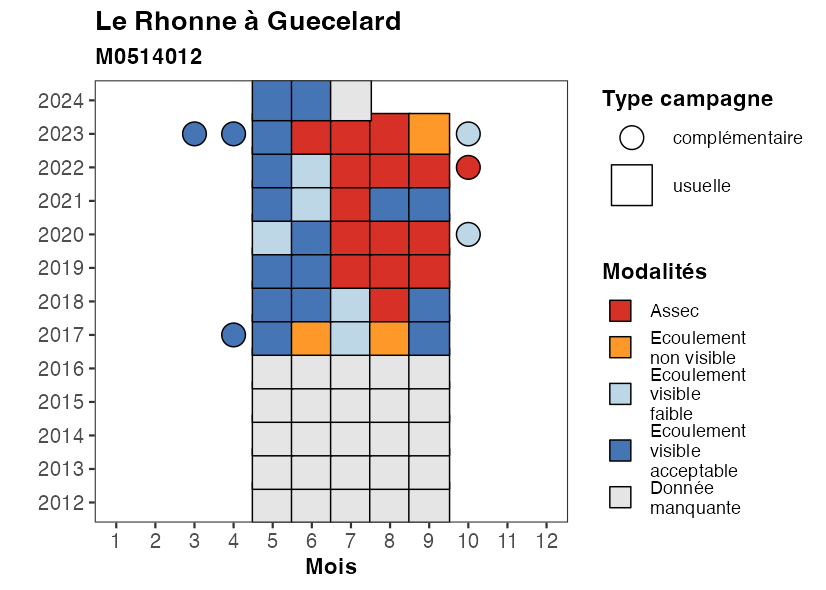 Le Rhonne à Guecelard
M0514012
2024
2023
2022
2021
2020
2019
2018
2017
2016
2015
2014
2013
2012
1 2 3 4 5 6 7 8 9 10 11 12
Mois
Type campagne
complémentaire
usuelle
Modalités
Assec
Ecoulement
non visible
Ecoulement
visible
faible
Ecoulement
visible
acceptable
Donnée
manquante